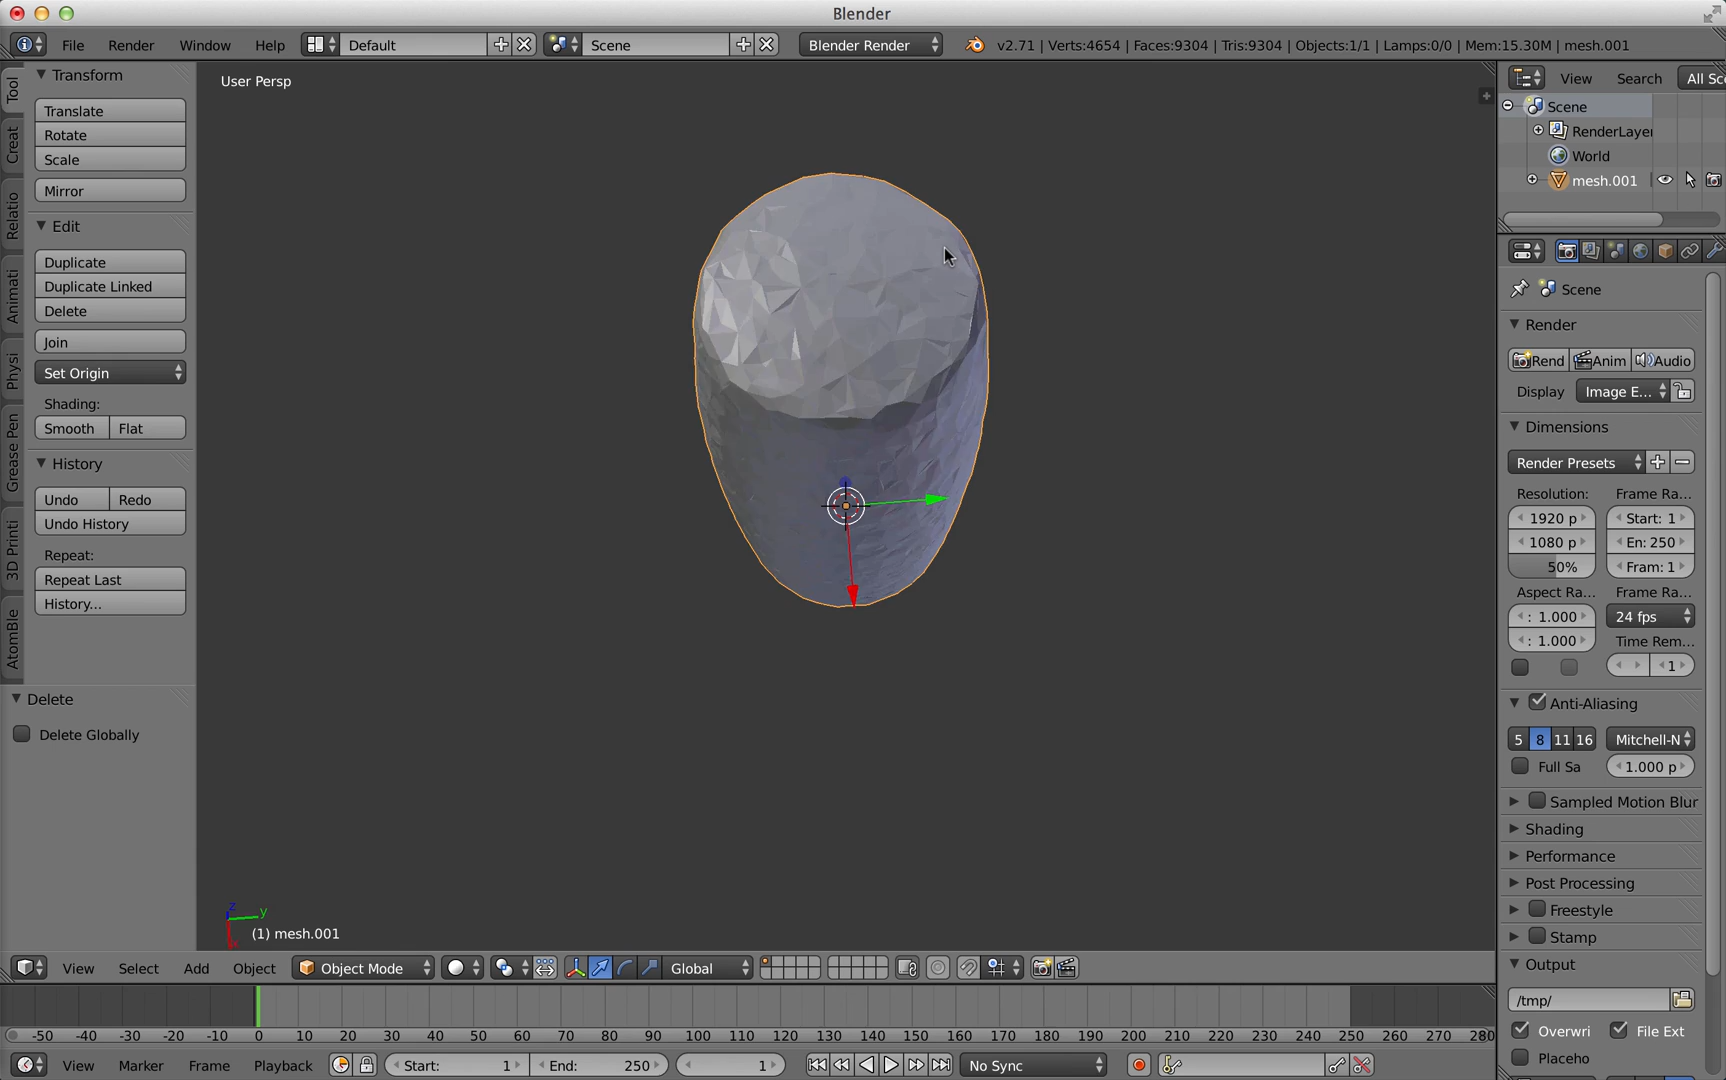 Blender
File Render Window Help Default Scene Blender Render v2.71 | Verts:4654 | Faces:9304 | Tris:9304 | Objects:1/1 | Lamps:0/0 | Mem:15.30M | mesh.001
Tool
Creat
Relatio
Animati
Physi
Grease Pen
3D Printi
AtomBle
Transform
Translate
Rotate
Scale
Mirror
Edit
Duplicate
Duplicate Linked
Delete
Join
Set Origin
Shading:
Smooth Flat
History
Undo Redo
Undo History
Repeat:
Repeat Last
History...
Delete
Delete Globally
User Persp
z
y
(1) mesh.001
View Search All Sc
Scene
RenderLayer
World
mesh.001
Scene
Render
Rend Anim Audio
Display Image E...
Dimensions
Render Presets
Resolution: Frame Ra...
1920 p Start: 1
1080 p En: 250
50% Fram: 1
Aspect Ra... Frame Ra...
: 1.000 24 fps
: 1.000 Time Rem...
1
Anti-Aliasing
5 8 11 16 Mitchell-N
Full Sa 1.000 p
Sampled Motion Blur
Shading
Performance
Post Processing
Freestyle
Stamp
Output
/tmp/
Overwri File Ext
Placeho
View Select Add Object Object Mode Global
-50 -40 -30 -20 -10 0 10 20 30 40 50 60 70 80 90 100 110 120 130 140 150 160 170 180 190 200 210 220 230 240 250 260 270 280
View Marker Frame Playback Start: 1 End: 250 1 No Sync